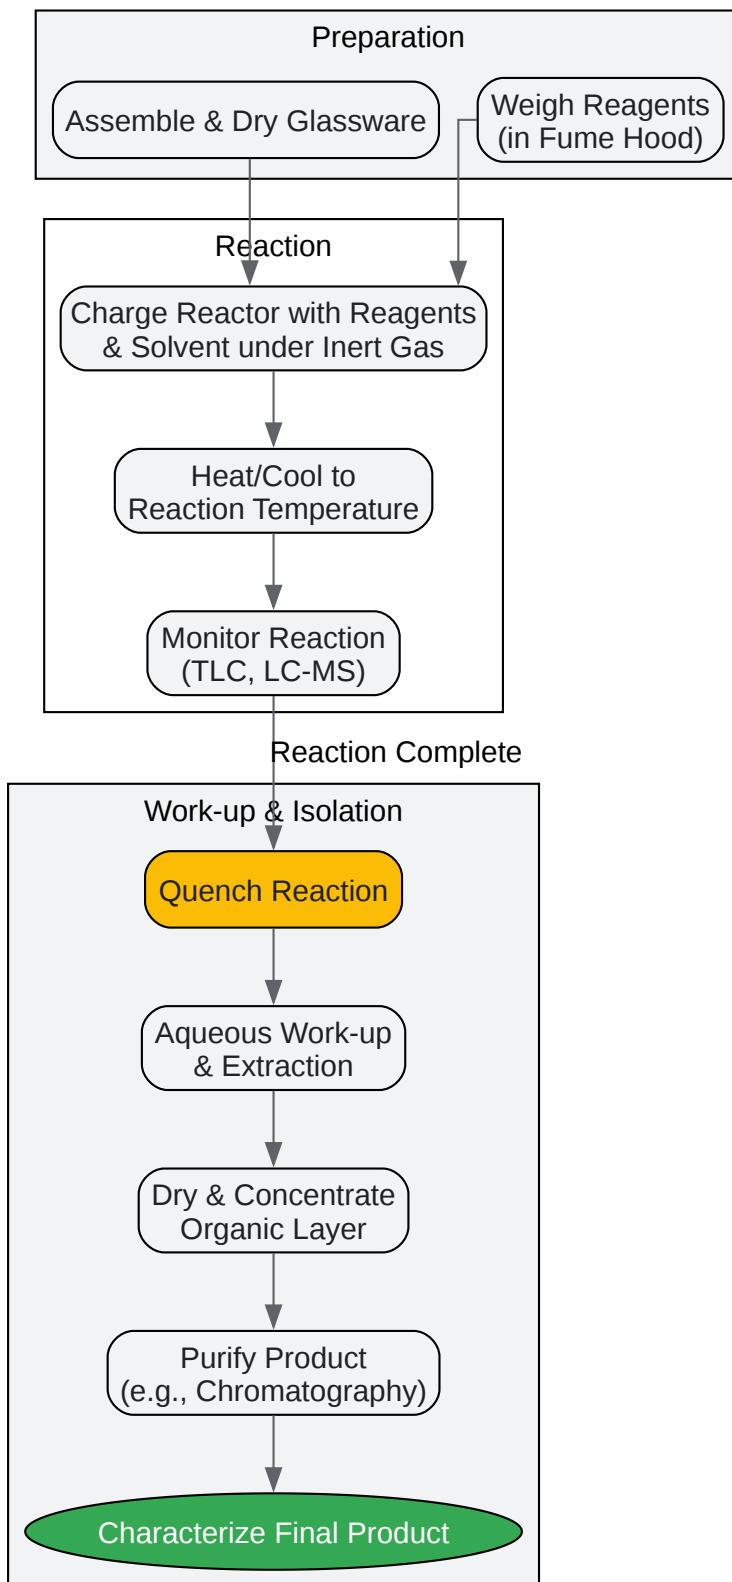 Preparation
Assemble & Dry Glassware
Weigh Reagents
(in Fume Hood)
Reaction
Charge Reactor with Reagents
& Solvent under Inert Gas
Heat/Cool to
Reaction Temperature
Monitor Reaction
(TLC, LC-MS)
Reaction Complete
Work-up & Isolation
Quench Reaction
Aqueous Work-up
& Extraction
Dry & Concentrate
Organic Layer
Purify Product
(e.g., Chromatography)
Characterize Final Product